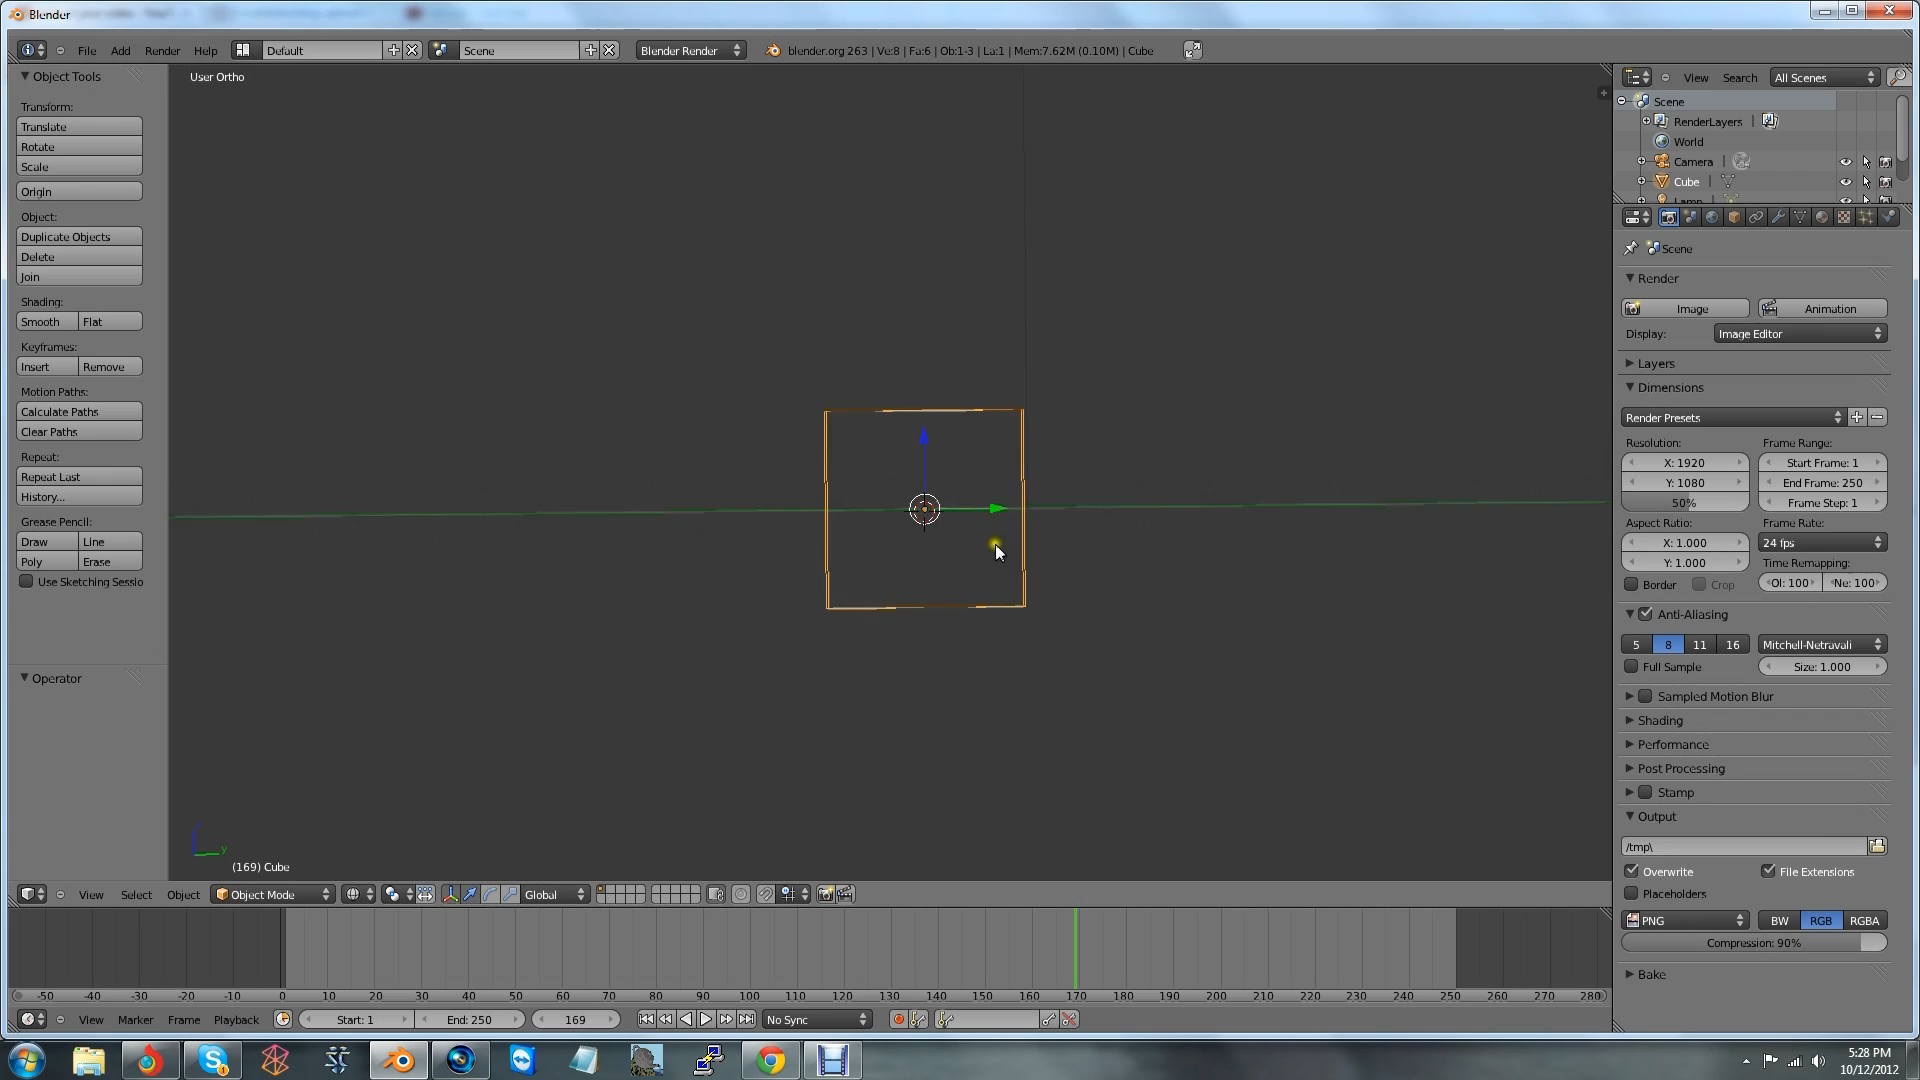 Blender
File Add Render Help Default Scene Blender Render blender.org 263 | Ve:8 | Fa:6 | Ob:1-3 | La:1 | Mem:7.62M (0.10M) | Cube
Object Tools
Transform:
Translate
Rotate
Scale
Origin
Object:
Duplicate Objects
Delete
Join
Shading:
Smooth Flat
Keyframes:
Insert Remove
Motion Paths:
Calculate Paths
Clear Paths
Repeat:
Repeat Last
History...
Grease Pencil:
Draw Line
Poly Erase
Use Sketching Sessio
Operator
User Ortho
y
(169) Cube
View Select Object Object Mode Global
-50 -40 -30 -20 -10 0 10 20 30 40 50 60 70 80 90 100 110 120 130 140 150 160 170 180 190 200 210 220 230 240 250 260 270 280
View Marker Frame Playback Start: 1 End: 250 169 No Sync
View Search All Scenes
Scene
RenderLayers |
World
Camera |
Cube |
Lamp
Scene
Render
Image Animation
Display: Image Editor
Layers
Dimensions
Render Presets
Resolution: Frame Range:
X: 1920 Start Frame: 1
Y: 1080 End Frame: 250
50% Frame Step: 1
Aspect Ratio: Frame Rate:
X: 1.000 24 fps
Y: 1.000 Time Remapping:
Border Crop Ol: 100 Ne: 100
Anti-Aliasing
5 8 11 16 Mitchell-Netravali
Full Sample Size: 1.000
Sampled Motion Blur
Shading
Performance
Post Processing
Stamp
Output
/tmp\
Overwrite File Extensions
Placeholders
PNG BW RGB RGBA
Compression: 90%
Bake
5:28 PM
10/12/2012